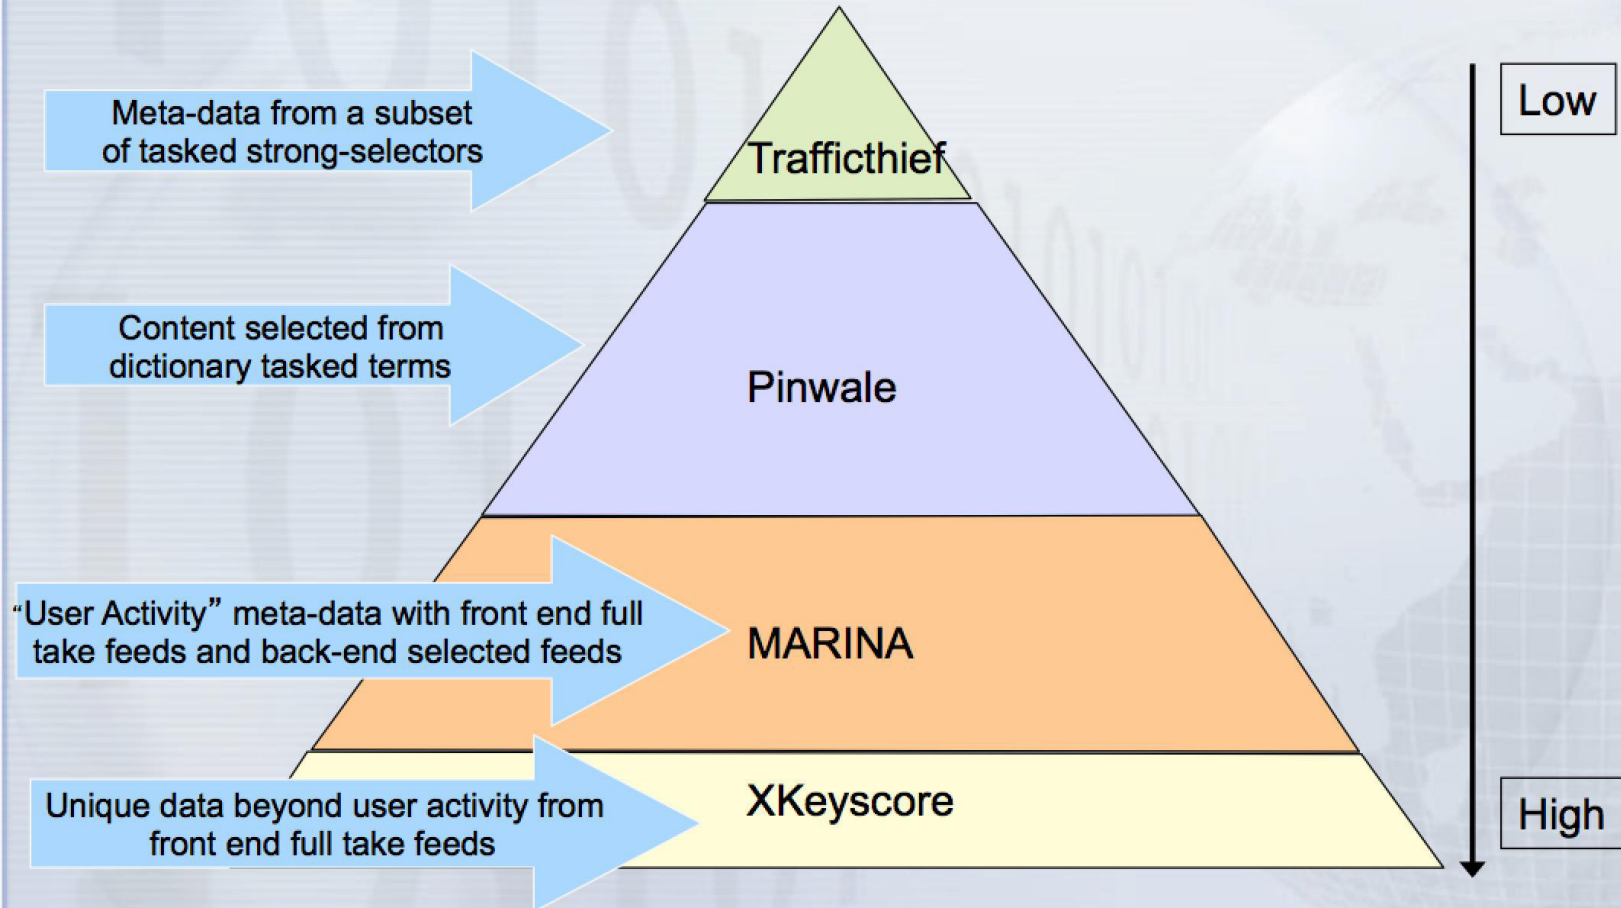 Meta-data from a subset
of tasked strong-selectors
Trafficthief
Low
Content selected from
dictionary tasked terms
Pinwale
“User Activity” meta-data with front end full
take feeds and back-end selected feeds
MARINA
Unique data beyond user activity from
front end full take feeds
XKeyscore
High